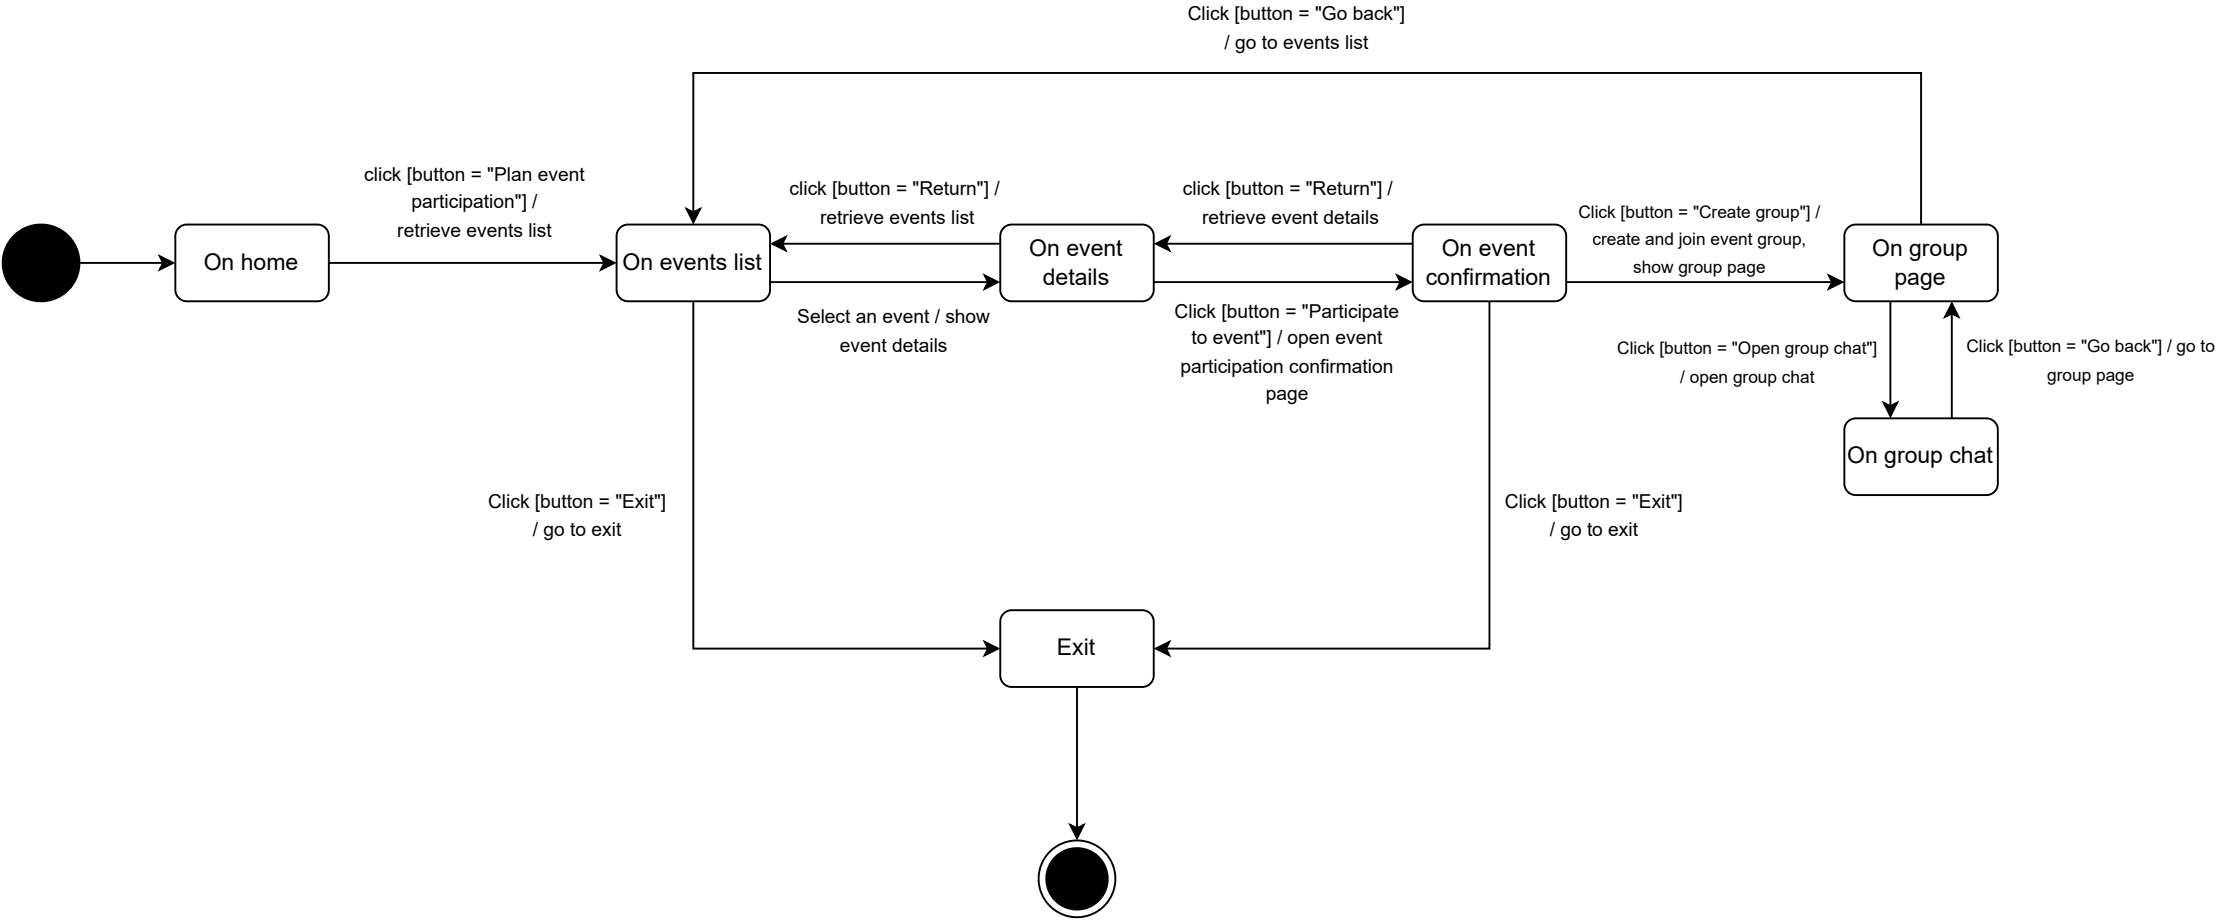 Click [button = "Go back"]
/ go to events list
click [button = "Plan event
participation"] /
retrieve events list
click [button = "Return"] /
retrieve events list
click [button = "Return"] /
retrieve event details
Click [button = "Create group"] /
create and join event group,
show group page
On home
On events list
On event
details
On event
confirmation
On group
page
Select an event / show
event details
Click [button = "Participate
to event"] / open event
participation confirmation
page
Click [button = "Open group chat"]
/ open group chat
Click [button = "Go back"] / go to
group page
On group chat
Click [button = "Exit"]
/ go to exit
Click [button = "Exit"]
/ go to exit
Exit